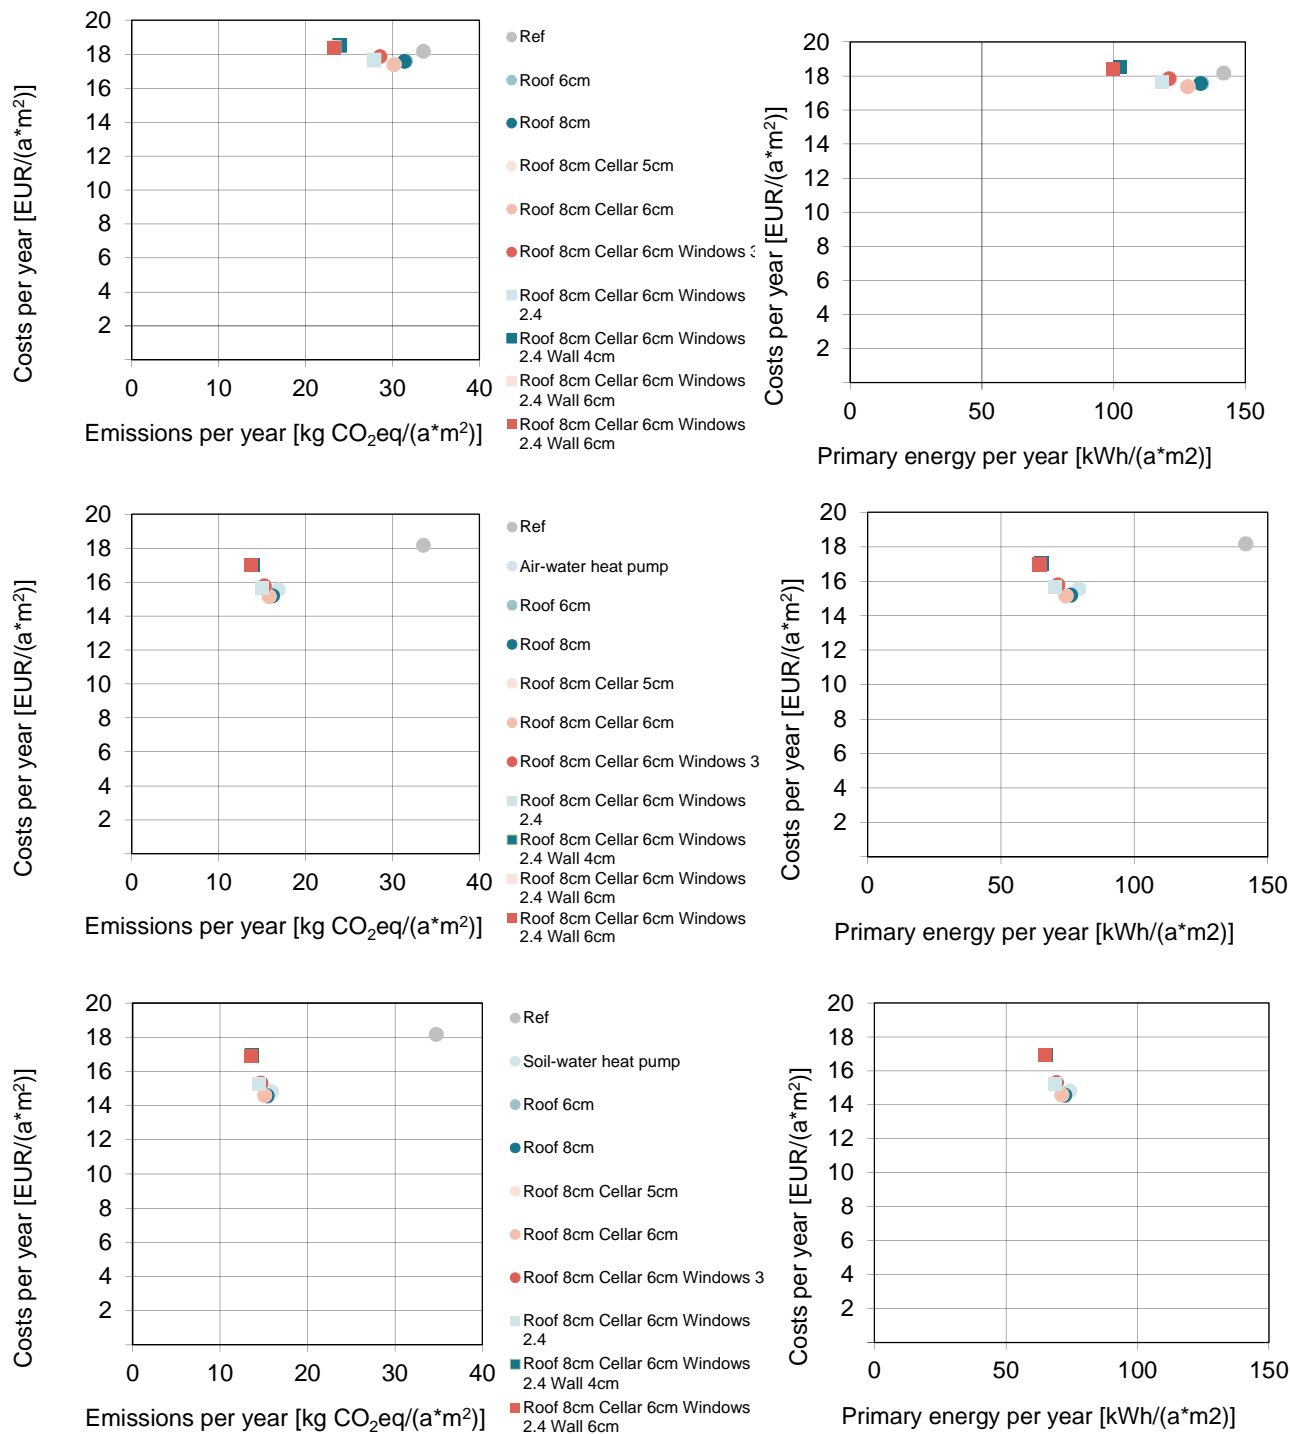 20
18
16
14
12
10
8
6
4
2
0 10 20 30 40
Costs per year [EUR/(a*m²)]
Emissions per year [kg CO₂eq/(a*m²)]
Ref
Roof 6cm
Roof 8cm
Roof 8cm Cellar 5cm
Roof 8cm Cellar 6cm
Roof 8cm Cellar 6cm Windows 3
Roof 8cm Cellar 6cm Windows
2.4
Roof 8cm Cellar 6cm Windows
2.4 Wall 4cm
Roof 8cm Cellar 6cm Windows
2.4 Wall 6cm
Roof 8cm Cellar 6cm Windows
2.4 Wall 6cm
20
18
16
14
12
10
8
6
4
2
0 50 100 150
Costs per year [EUR/(a*m²)]
Primary energy per year [kWh/(a*m2)]
20
18
16
14
12
10
8
6
4
2
0 10 20 30 40
Costs per year [EUR/(a*m²)]
Emissions per year [kg CO₂eq/(a*m²)]
Ref
Air-water heat pump
Roof 6cm
Roof 8cm
Roof 8cm Cellar 5cm
Roof 8cm Cellar 6cm
Roof 8cm Cellar 6cm Windows 3
Roof 8cm Cellar 6cm Windows
2.4
Roof 8cm Cellar 6cm Windows
2.4 Wall 4cm
Roof 8cm Cellar 6cm Windows
2.4 Wall 6cm
Roof 8cm Cellar 6cm Windows
2.4 Wall 6cm
20
18
16
14
12
10
8
6
4
2
0 50 100 150
Costs per year [EUR/(a*m²)]
Primary energy per year [kWh/(a*m2)]
20
18
16
14
12
10
8
6
4
2
0 10 20 30 40
Costs per year [EUR/(a*m²)]
Emissions per year [kg CO₂eq/(a*m²)]
Ref
Soil-water heat pump
Roof 6cm
Roof 8cm
Roof 8cm Cellar 5cm
Roof 8cm Cellar 6cm
Roof 8cm Cellar 6cm Windows 3
Roof 8cm Cellar 6cm Windows
2.4
Roof 8cm Cellar 6cm Windows
2.4 Wall 4cm
Roof 8cm Cellar 6cm Windows
2.4 Wall 6cm
20
18
16
14
12
10
8
6
4
2
0 50 100 150
Costs per year [EUR/(a*m²)]
Primary energy per year [kWh/(a*m2)]